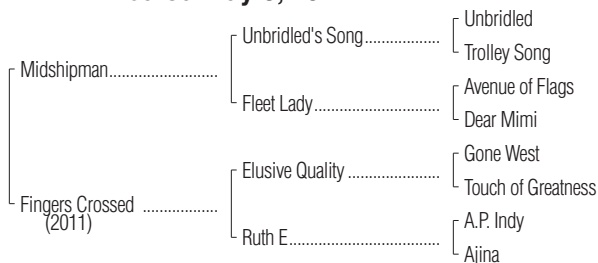 Unbridled
Unbridled's Song
Trolley Song
Midshipman
Avenue of Flags
Fleet Lady
Dear Mimi
Gone West
Elusive Quality
Touch of Greatness
Fingers Crossed
(2011)
A.P. Indy
Ruth E.
Ajina